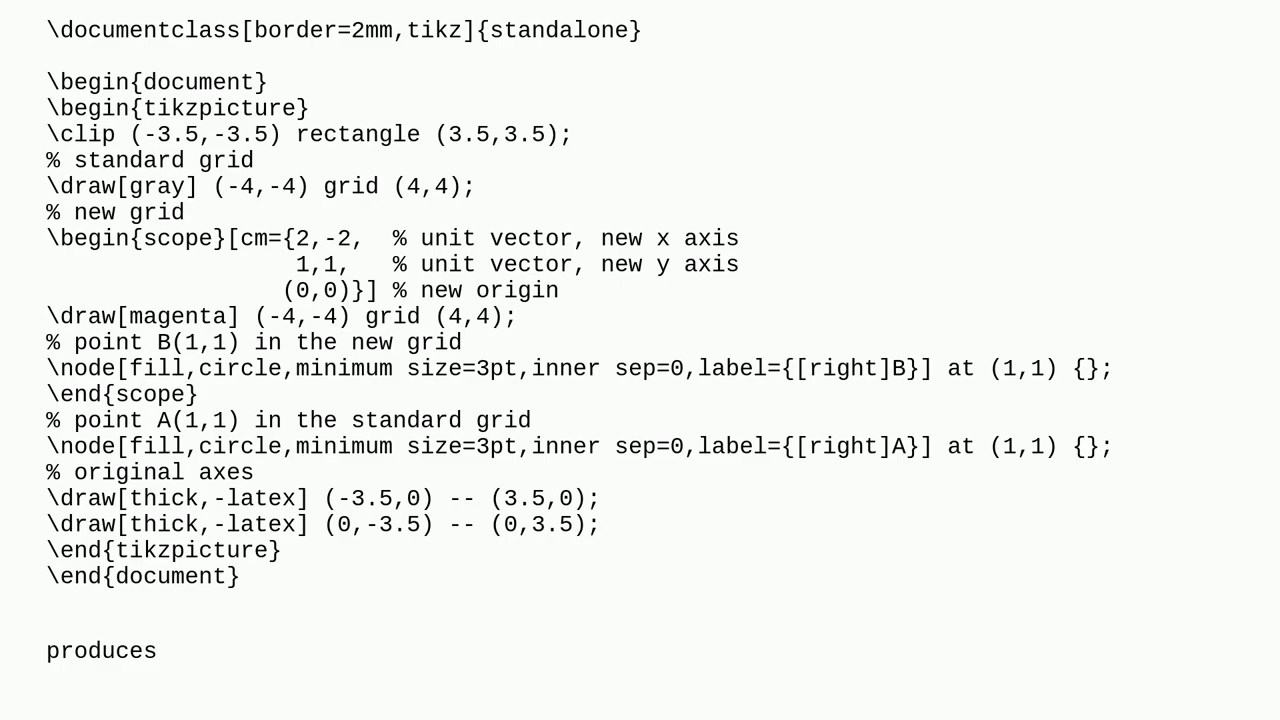 \documentclass[border=2mm,tikz]{standalone}
\begin{document}
\begin{tikzpicture}
\clip (-3.5,-3.5) rectangle (3.5,3.5);
% standard grid
\draw[gray] (-4,-4) grid (4,4);
% new grid
\begin{scope}[cm={2,-2,  % unit vector, new x axis
                  1,1,   % unit vector, new y axis
                 (0,0)}] % new origin
\draw[magenta] (-4,-4) grid (4,4);
% point B(1,1) in the new grid
\node[fill,circle,minimum size=3pt,inner sep=0,label={[right]B}] at (1,1) {};
\end{scope}
% point A(1,1) in the standard grid
\node[fill,circle,minimum size=3pt,inner sep=0,label={[right]A}] at (1,1) {};
% original axes
\draw[thick,-latex] (-3.5,0) -- (3.5,0);
\draw[thick,-latex] (0,-3.5) -- (0,3.5);
\end{tikzpicture}
\end{document}
produces